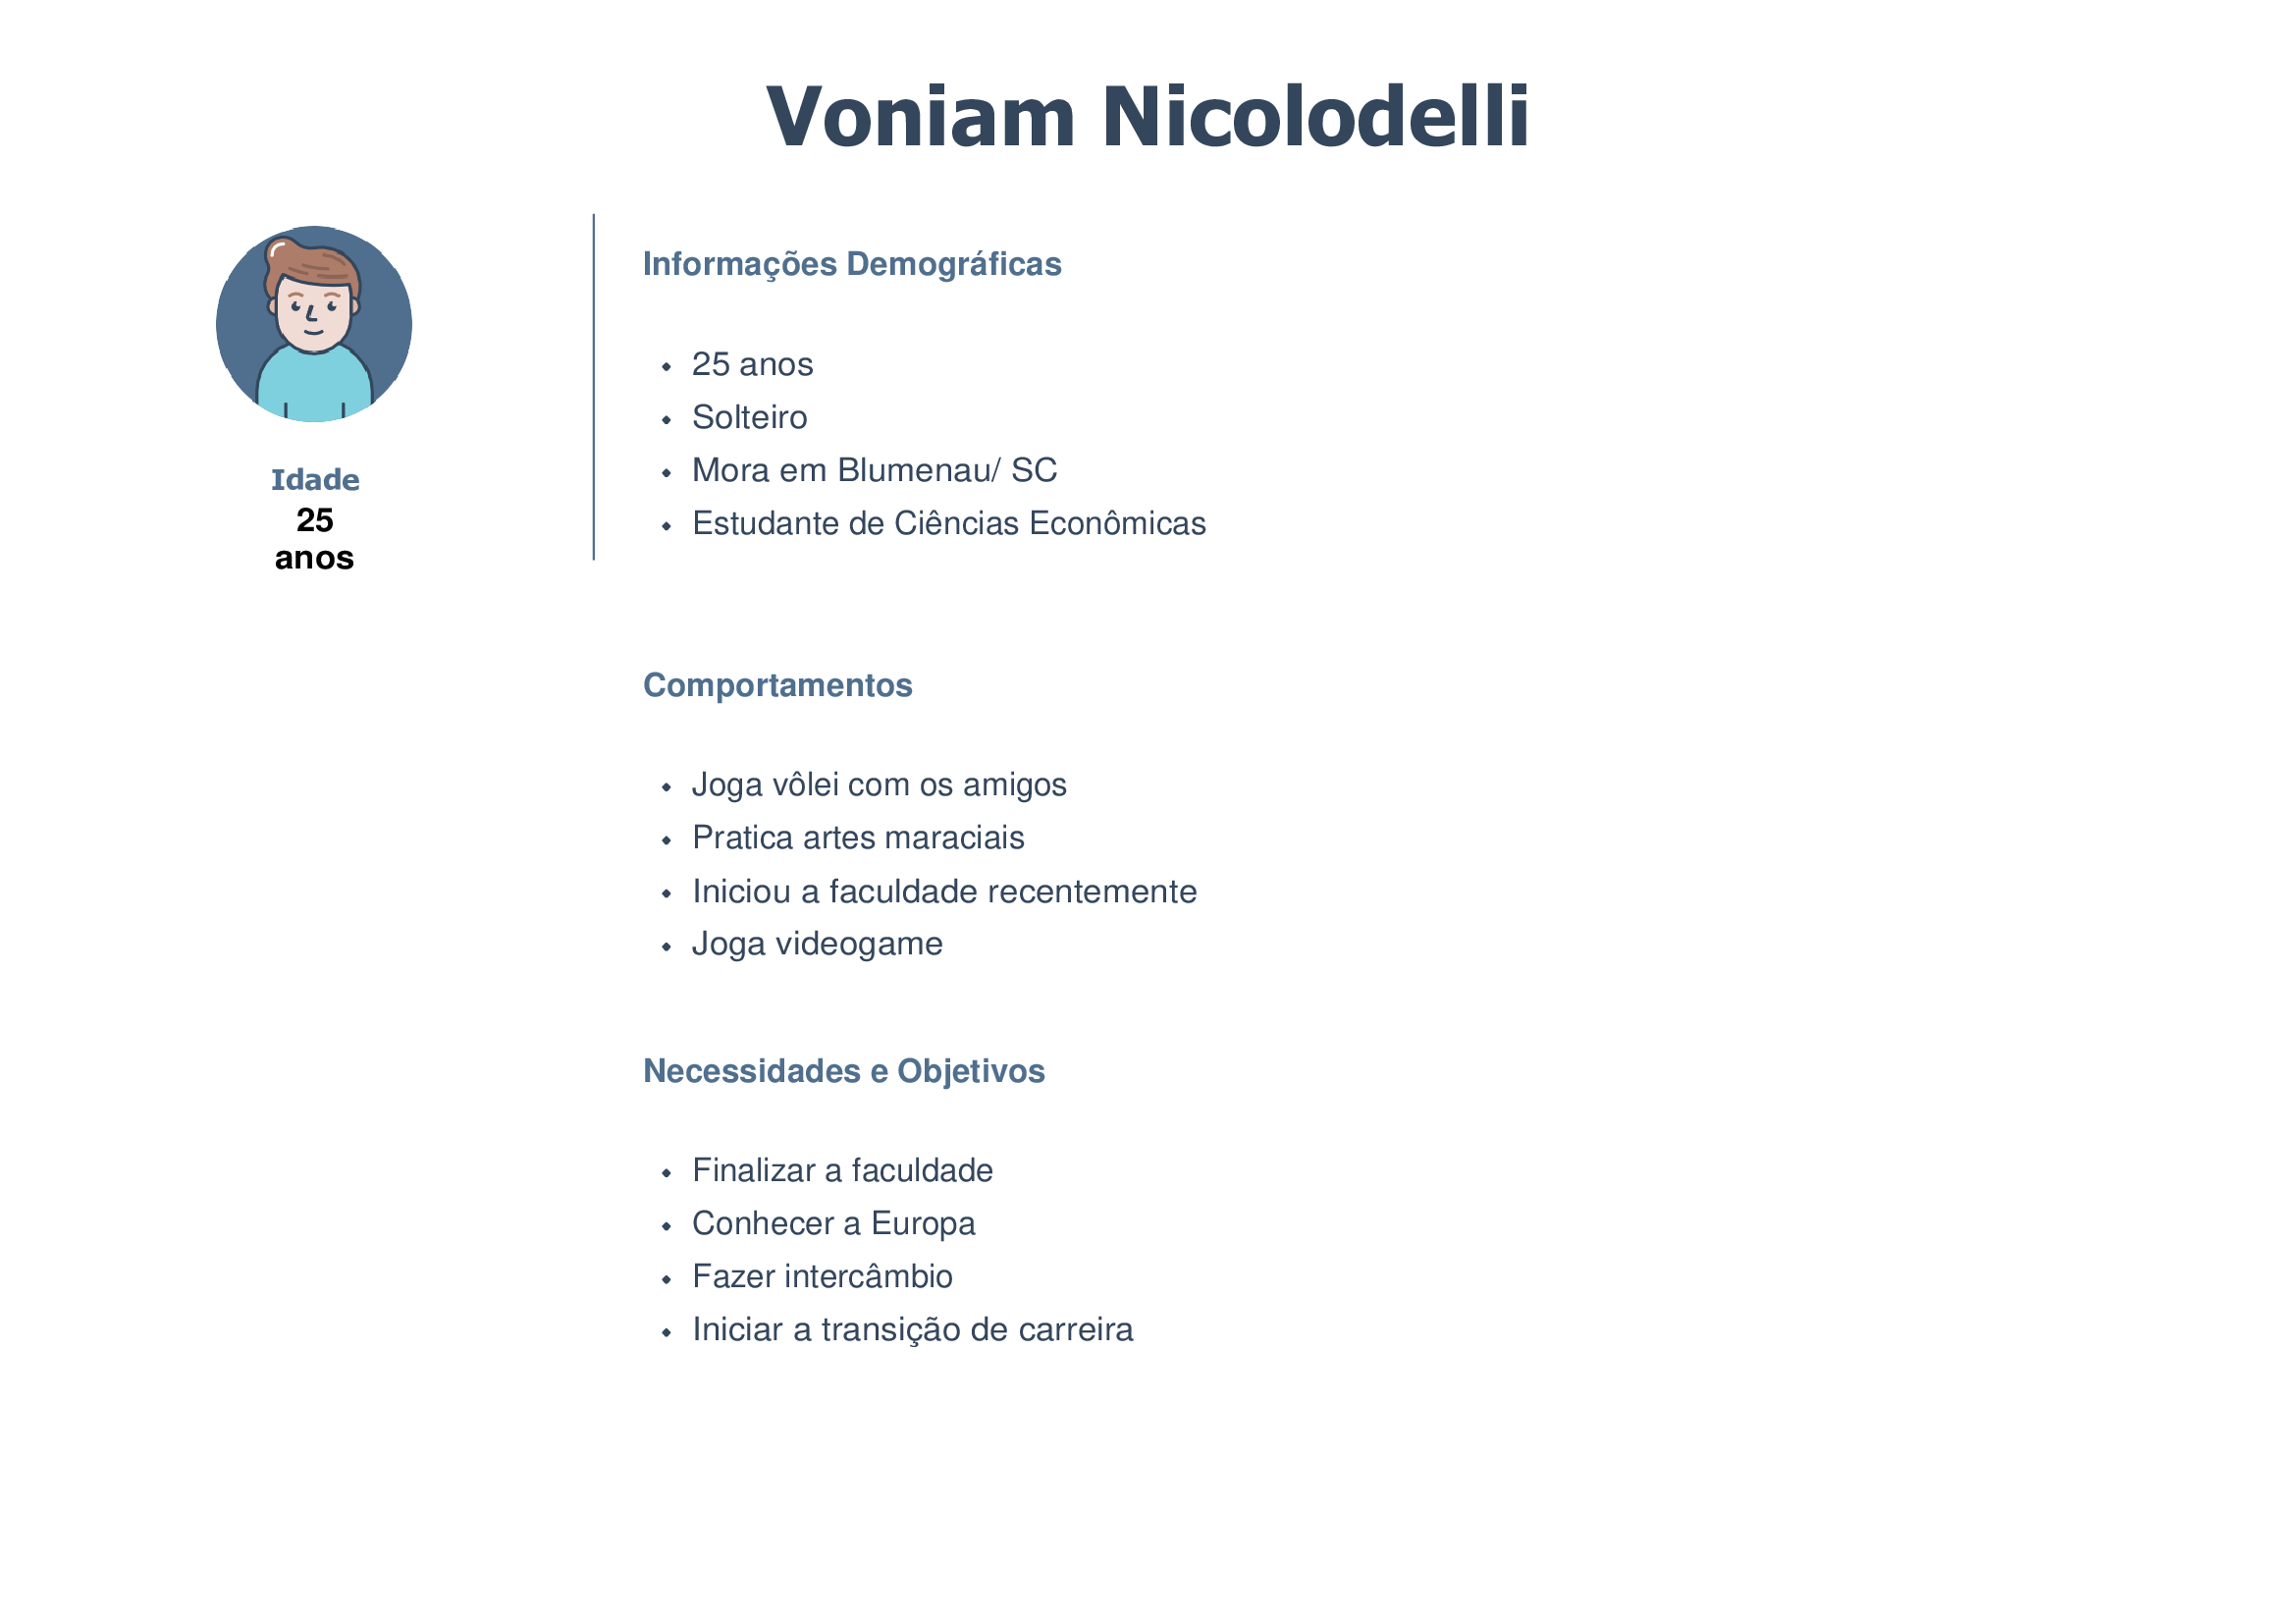 Voniam Nicolodelli
Idade
25
anos
Informações Demográficas
• 25 anos
• Solteiro
• Mora em Blumenau/ SC
• Estudante de Ciências Econômicas
Comportamentos
• Joga vôlei com os amigos
• Pratica artes maraciais
• Iniciou a faculdade recentemente
• Joga videogame
Necessidades e Objetivos
• Finalizar a faculdade
• Conhecer a Europa
• Fazer intercâmbio
• Iniciar a transição de carreira